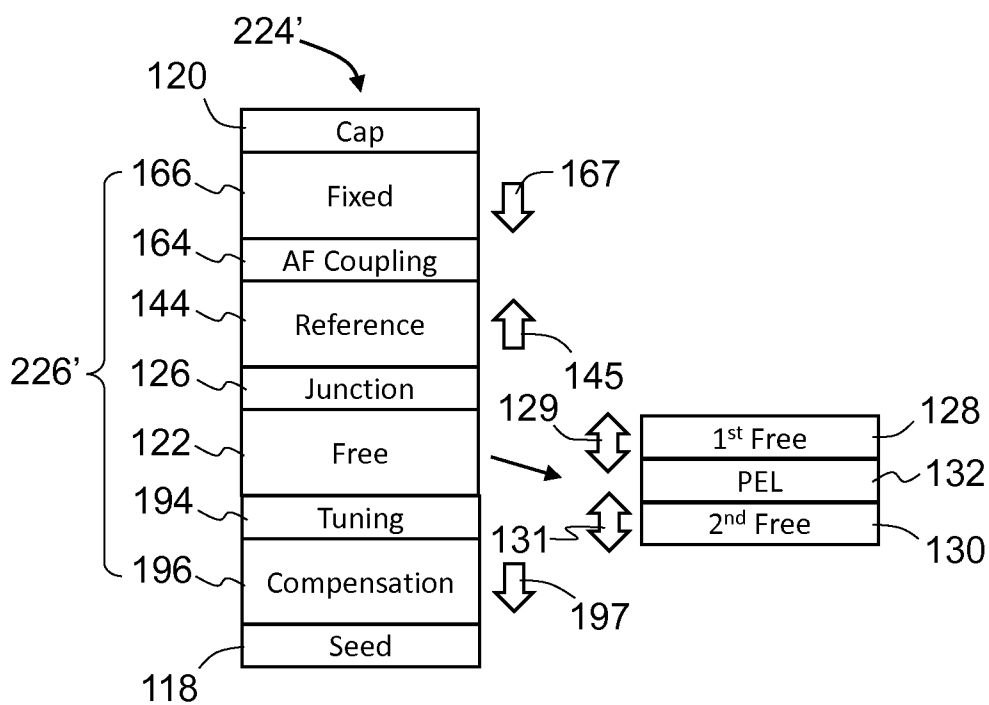 224’
120
Cap
166
Fixed
167
164
AF Coupling
144
Reference
145
226’
126
Junction
129
1st Free
128
122
Free
PEL
132
194
Tuning
131
2nd Free
130
196
Compensation
197
118
Seed